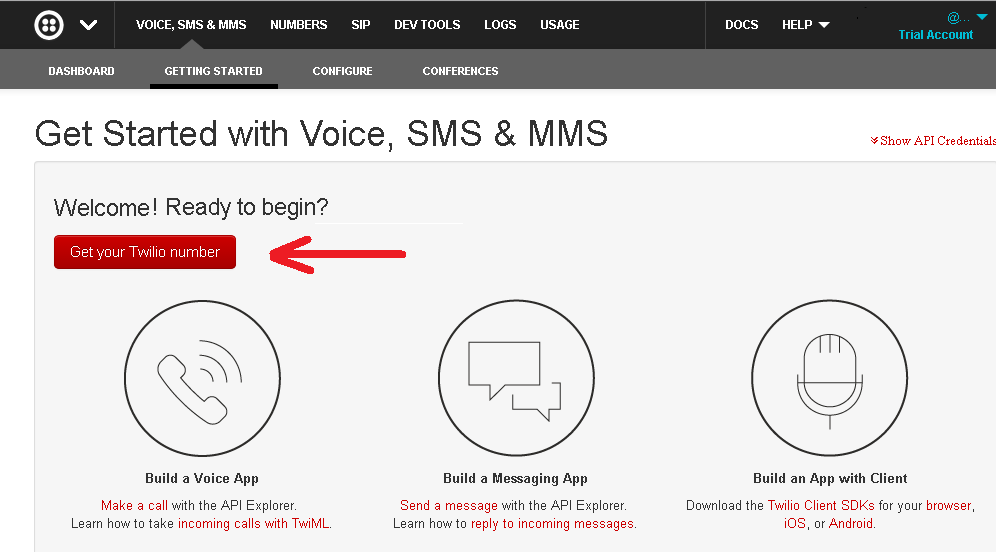 VOICE, SMS & MMS NUMBERS SIP DEV TOOLS LOGS USAGE DOCS HELP @...
Trial Account
DASHBOARD GETTING STARTED CONFIGURE CONFERENCES
Get Started with Voice, SMS & MMS
Show API Credentials
Welcome! Ready to begin?
Get your Twilio number
Build a Voice App Build a Messaging App Build an App with Client
Make a call with the API Explorer. Send a message with the API Explorer. Download the Twilio Client SDKs for your browser,
Learn how to take incoming calls with TwiML. Learn how to reply to incoming messages. iOS, or Android.